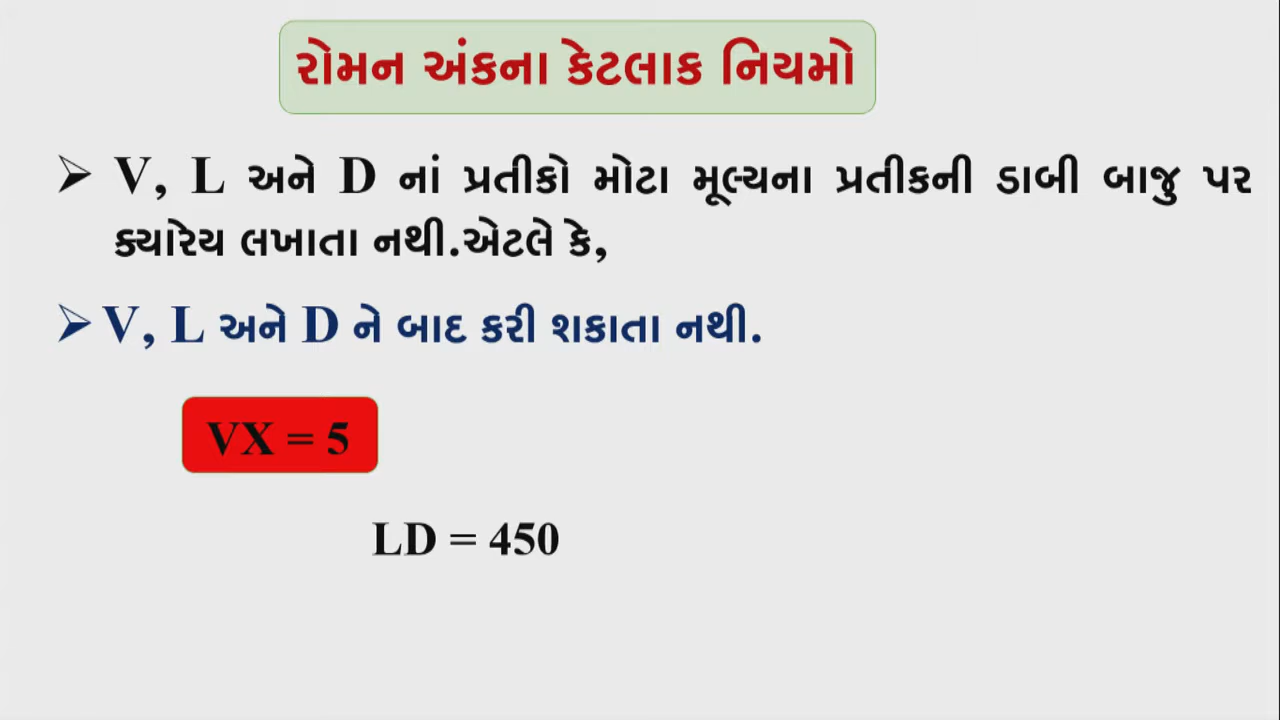 રોમન અંકના કેટલાક નિયમો
➢ V, L અને D નાં પ્રતીકો મોટા મૂલ્યના પ્રતીકની ડાબી બાજુ પર
ક્યારેય લખાતા નથી.એટલે કે,
➢ V, L અને D ને બાદ કરી શકાતા નથી.
VX = 5
LD = 450